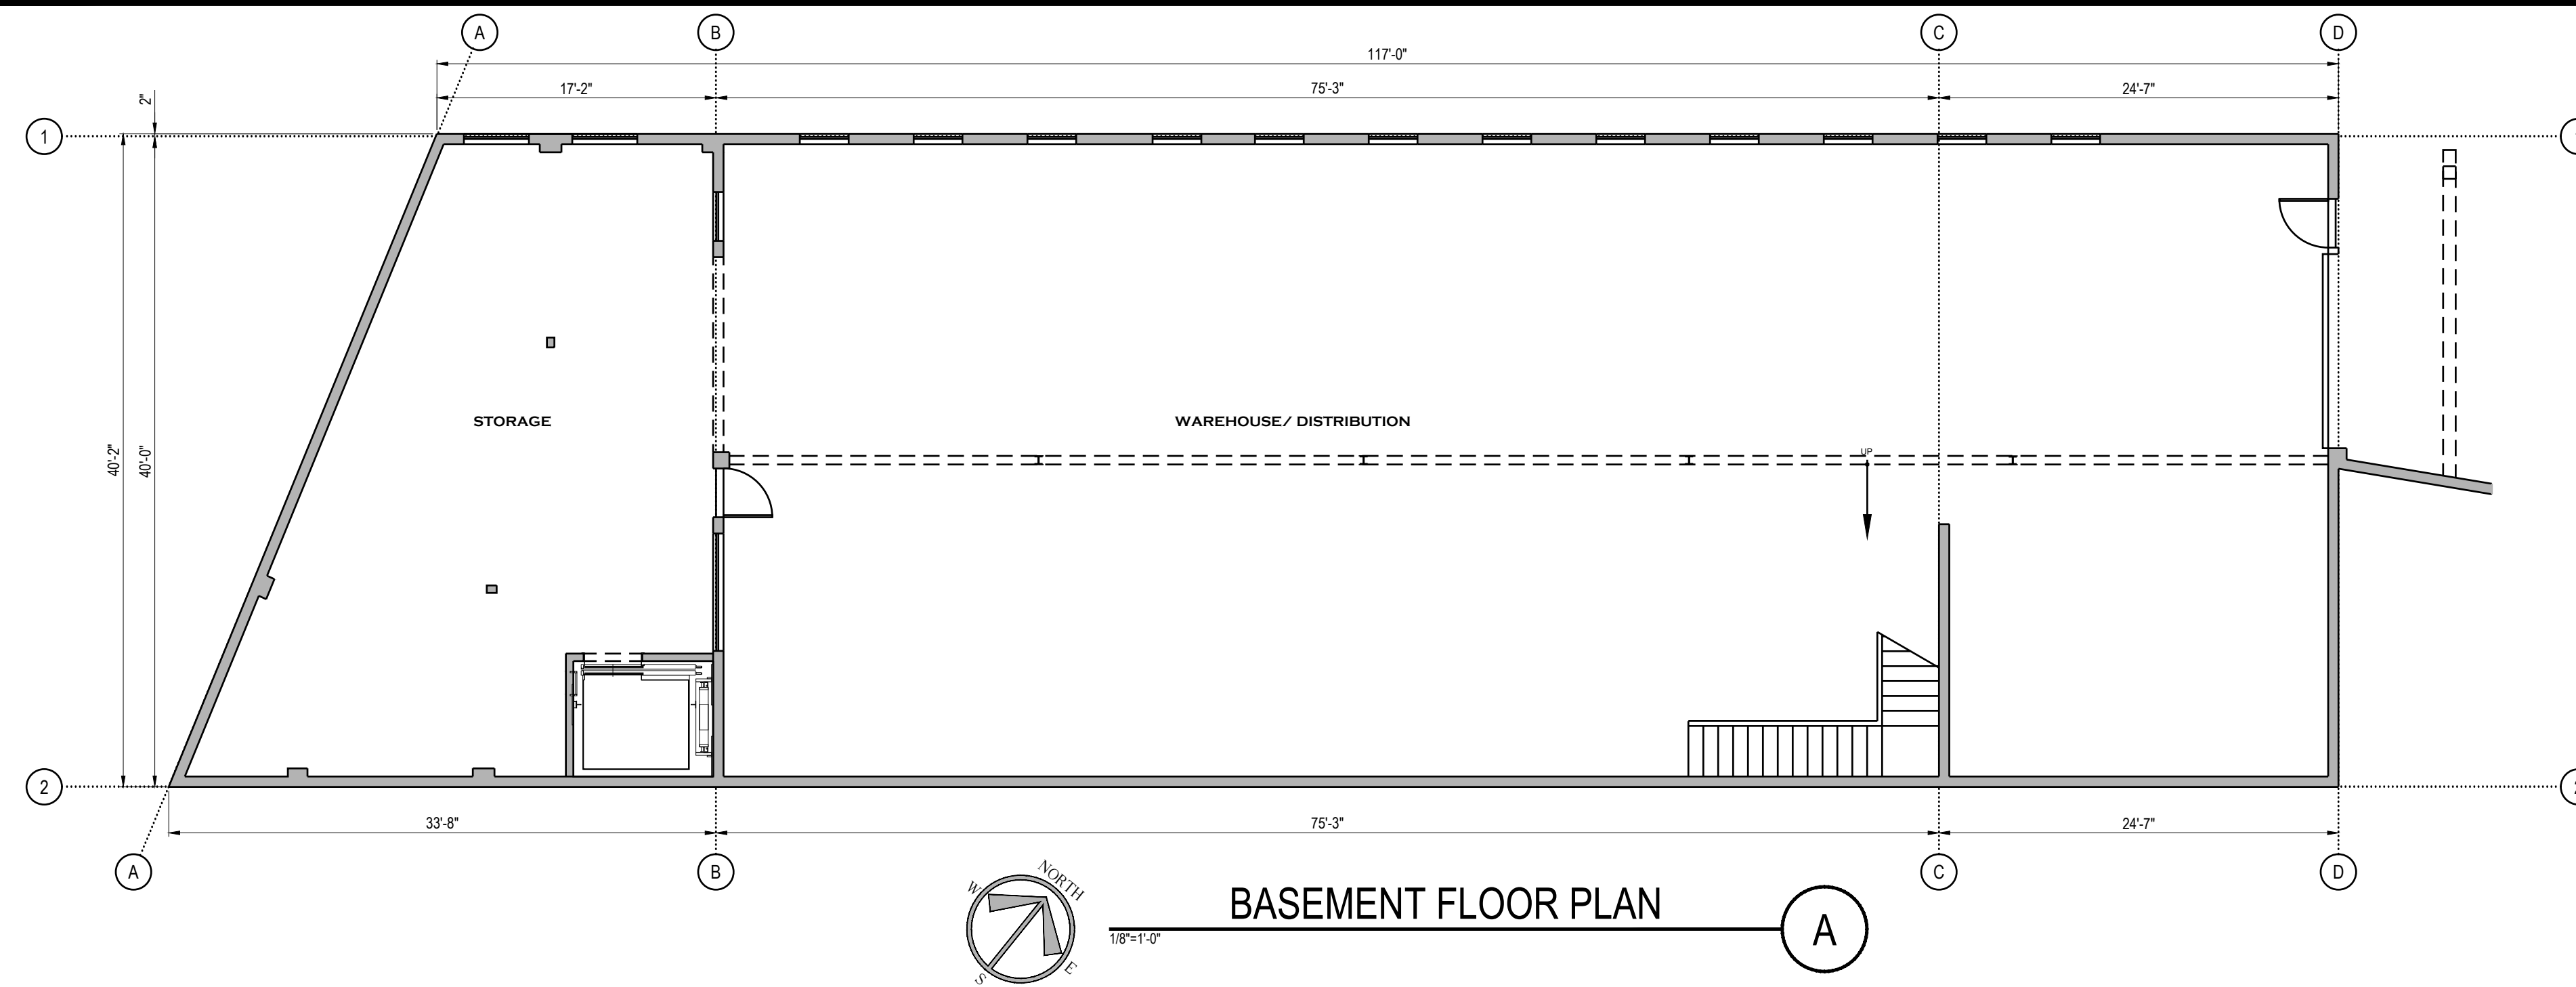 A
B
C
D
117'-0"
17'-2"
75'-3"
24'-7"
2"
1
40'-2"
40'-0"
STORAGE
WAREHOUSE/ DISTRIBUTION
UP
2
33'-8"
75'-3"
24'-7"
A
B
C
D
NORTH
W
S
E
BASEMENT FLOOR PLAN
1/8"=1'-0"
A